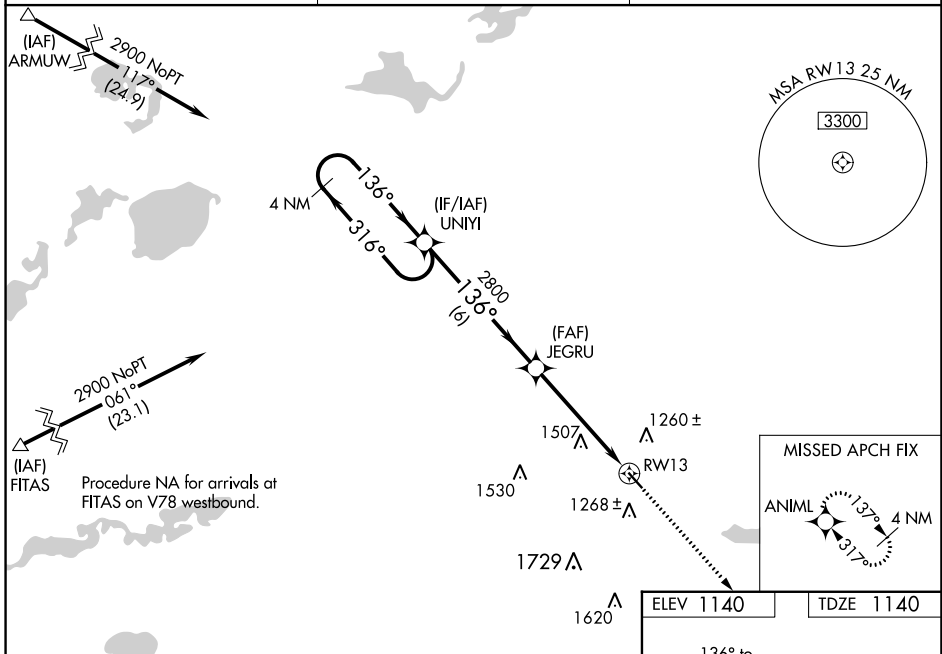 (IAF)
ARMUW
2900 NoPT
117°
(24.9)
MSA RW13 25 NM
3300
4 NM
136°
316°
(IF/IAF)
UNIYI
2800
136°
(6)
(FAF)
JEGRU
2900 NoPT
061°
(23.1)
(IAF)
FITAS
Procedure NA for arrivals at
FITAS on V78 westbound.
1507
1260 ±
RW13
1530
1268 ±
1729
1620
MISSED APCH FIX
ANIML
137°
4 NM
317°
ELEV 1140
TDZE 1140
136° to